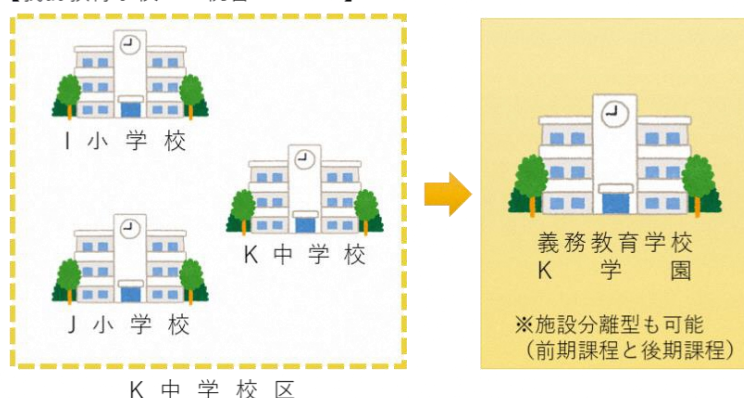 I 小学校
K 中学校
J 小学校
K 中学校区
義務教育学校
K 学園
※施設分離型も可能
（前期課程と後期課程）